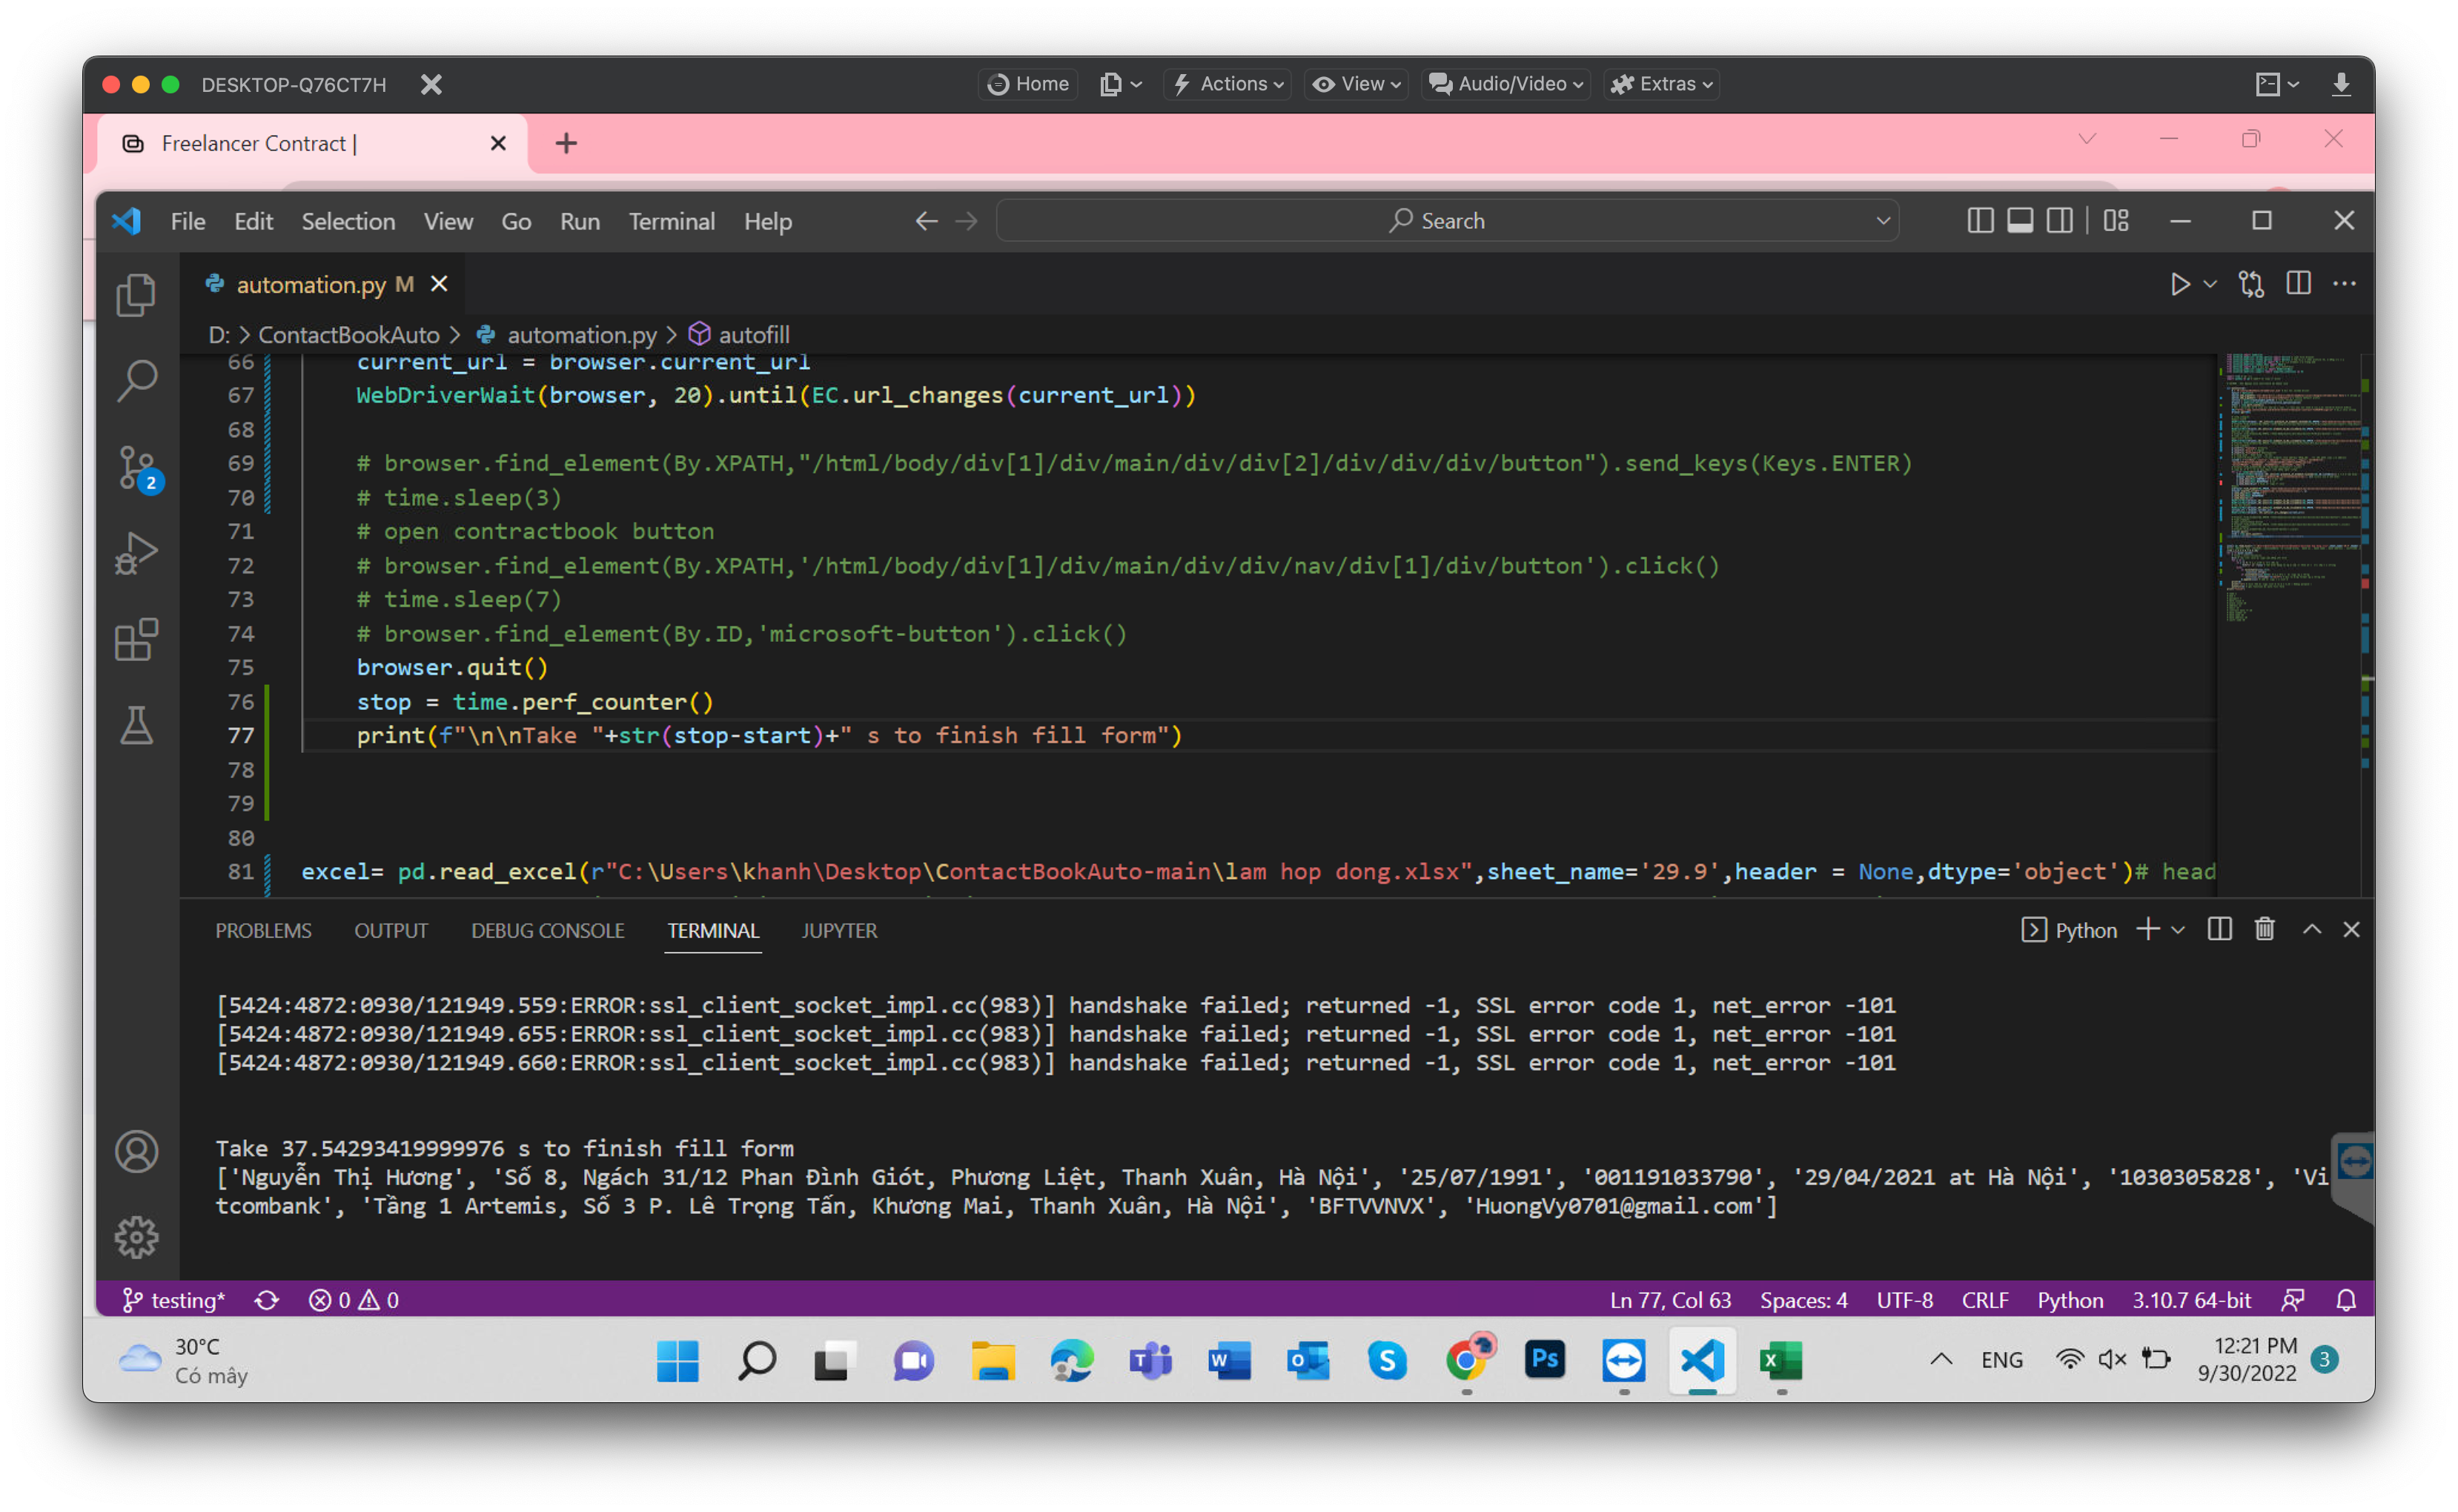 DESKTOP-Q76CT7H
Home
Actions
View
Audio/Video
Extras
Freelancer Contract |
File Edit Selection View Go Run Terminal Help
Search
automation.py M
D: > ContactBookAuto > automation.py > autofill
66 current_url = browser.current_url
67 WebDriverWait(browser, 20).until(EC.url_changes(current_url))
68
69 # browser.find_element(By.XPATH,"/html/body/div[1]/div/main/div/div[2]/div/div/div/button").send_keys(Keys.ENTER)
70 # time.sleep(3)
71 # open contractbook button
72 # browser.find_element(By.XPATH,'/html/body/div[1]/div/main/div/div/nav/div[1]/div/button').click()
73 # time.sleep(7)
74 # browser.find_element(By.ID,'microsoft-button').click()
75 browser.quit()
76 stop = time.perf_counter()
77 print(f"\n\nTake "+str(stop-start)+" s to finish fill form")
78
79
80
81 excel= pd.read_excel(r"C:\Users\khanh\Desktop\ContactBookAuto-main\lam hop dong.xlsx",sheet_name='29.9',header = None,dtype='object')# head
2
PROBLEMS OUTPUT DEBUG CONSOLE TERMINAL JUPYTER
Python
[5424:4872:0930/121949.559:ERROR:ssl_client_socket_impl.cc(983)] handshake failed; returned -1, SSL error code 1, net_error -101
[5424:4872:0930/121949.655:ERROR:ssl_client_socket_impl.cc(983)] handshake failed; returned -1, SSL error code 1, net_error -101
[5424:4872:0930/121949.660:ERROR:ssl_client_socket_impl.cc(983)] handshake failed; returned -1, SSL error code 1, net_error -101
Take 37.54293419999976 s to finish fill form
['Nguyễn Thị Hương', 'Số 8, Ngách 31/12 Phan Đình Giót, Phương Liệt, Thanh Xuân, Hà Nội', '25/07/1991', '001191033790', '29/04/2021 at Hà Nội', '1030305828', 'Vi
tcombank', 'Tầng 1 Artemis, Số 3 P. Lê Trọng Tấn, Khương Mai, Thanh Xuân, Hà Nội', 'BFTVVNVX', 'HuongVy0701@gmail.com']
testing* 0 0
Ln 77, Col 63 Spaces: 4 UTF-8 CRLF Python 3.10.7 64-bit
30°C
Có mây
ENG
12:21 PM
9/30/2022
3